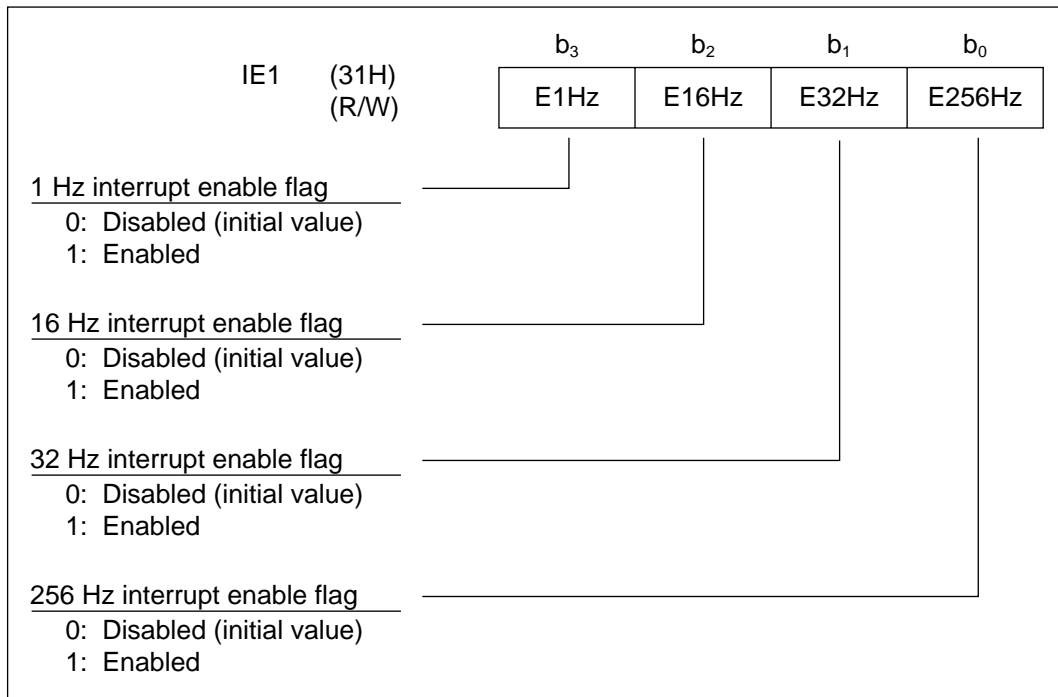 b3 b2 b1 b0
IE1 (31H)
(R/W)
E1Hz E16Hz E32Hz E256Hz
1 Hz interrupt enable flag
0: Disabled (initial value)
1: Enabled
16 Hz interrupt enable flag
0: Disabled (initial value)
1: Enabled
32 Hz interrupt enable flag
0: Disabled (initial value)
1: Enabled
256 Hz interrupt enable flag
0: Disabled (initial value)
1: Enabled